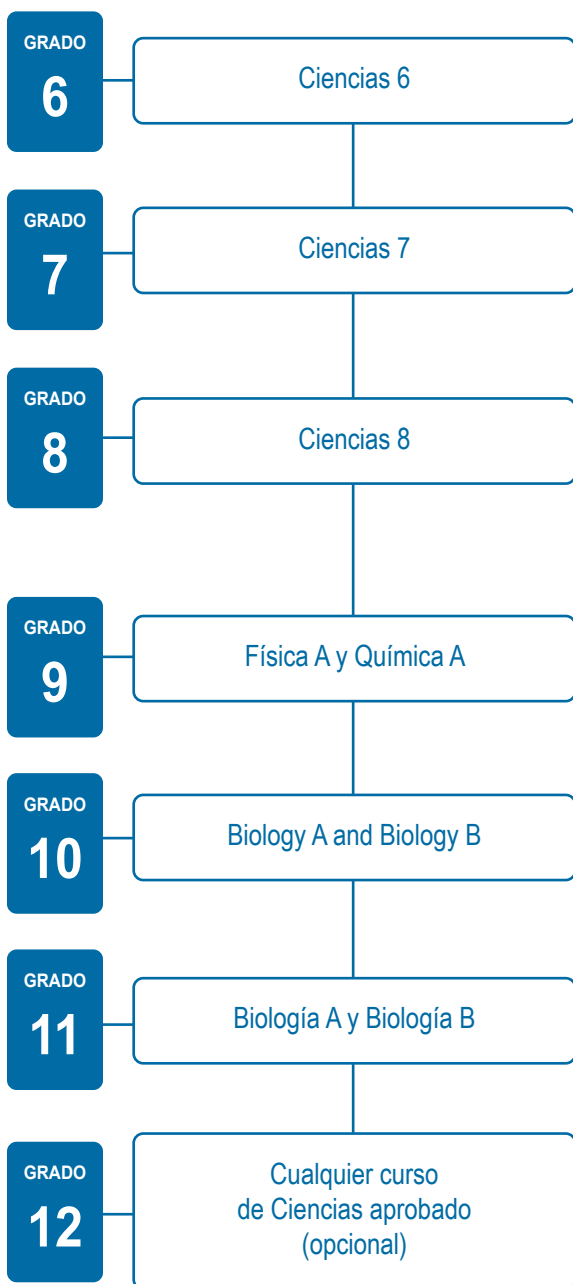 GRADO
6
Ciencias 6
GRADO
7
Ciencias 7
GRADO
8
Ciencias 8
GRADO
9
Física A y Química A
GRADO
10
Biology A and Biology B
GRADO
11
Biología A y Biología B
GRADO
12
Cualquier curso
de Ciencias aprobado
(opcional)